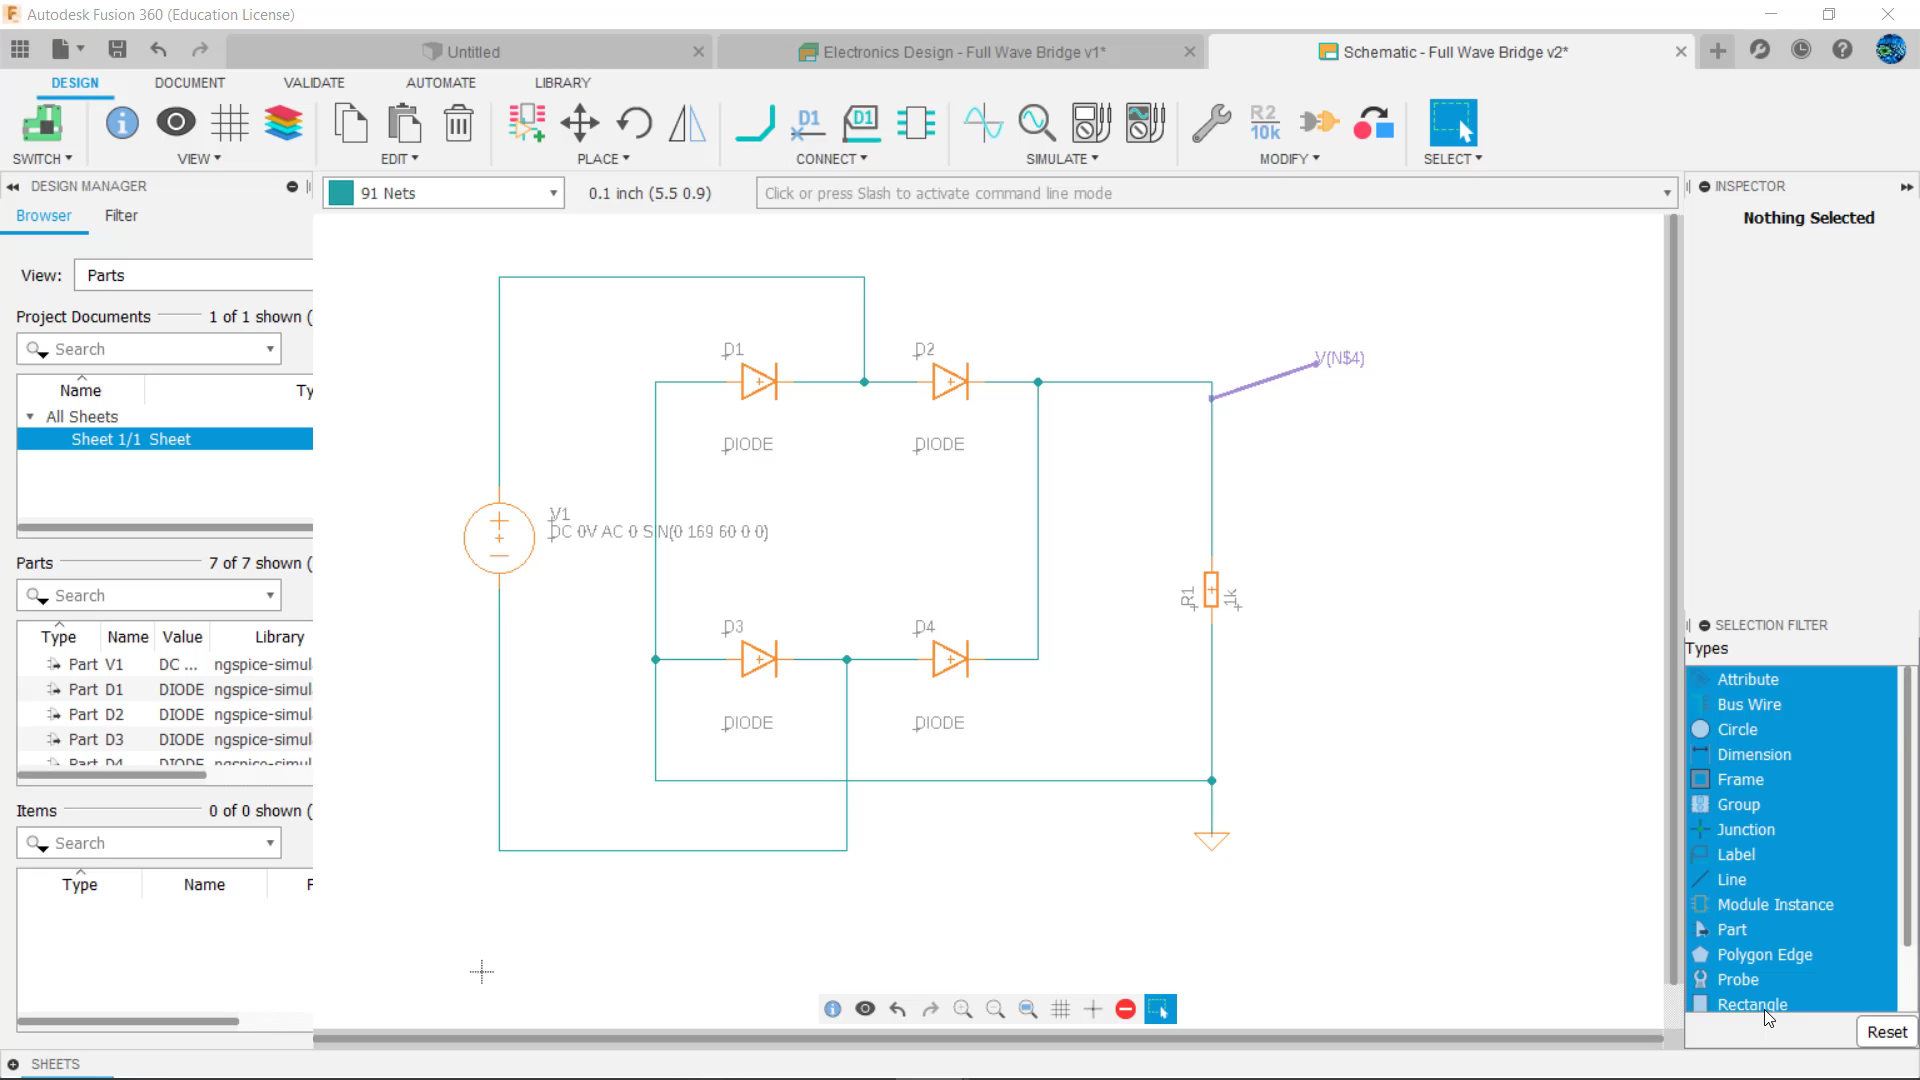 Autodesk Fusion 360 (Education License)
Untitled
Electronics Design - Full Wave Bridge v1*
Schematic - Full Wave Bridge v2*
DESIGN
DOCUMENT
VALIDATE
AUTOMATE
LIBRARY
D1
D1
R2
10k
SWITCH
VIEW
EDIT
PLACE
CONNECT
SIMULATE
MODIFY
SELECT
DESIGN MANAGER
91 Nets
0.1 inch (5.5 0.9)
Click or press Slash to activate command line mode
INSPECTOR
Browser
Filter
Nothing Selected
View:
Parts
Project Documents
1 of 1 shown (
Search
Name
Ty
All Sheets
Sheet 1/1 Sheet
Parts
7 of 7 shown (
Search
Type Name Value Library
Part V1 DC ... ngspice-simul
Part D1 DIODE ngspice-simul
Part D2 DIODE ngspice-simul
Part D3 DIODE ngspice-simul
Part D4 DIODE ngspice-simul
Items
0 of 0 shown (
Search
Type
Name
F
D1
D2
V(N$4)
DIODE
DIODE
V1
DC 0V AC 0 SIN(0 169 60 0 0)
R1
1k
D3
D4
DIODE
DIODE
SELECTION FILTER
Types
Attribute
Bus Wire
Circle
Dimension
Frame
Group
Junction
Label
Line
Module Instance
Part
Polygon Edge
Probe
Rectangle
Reset
SHEETS